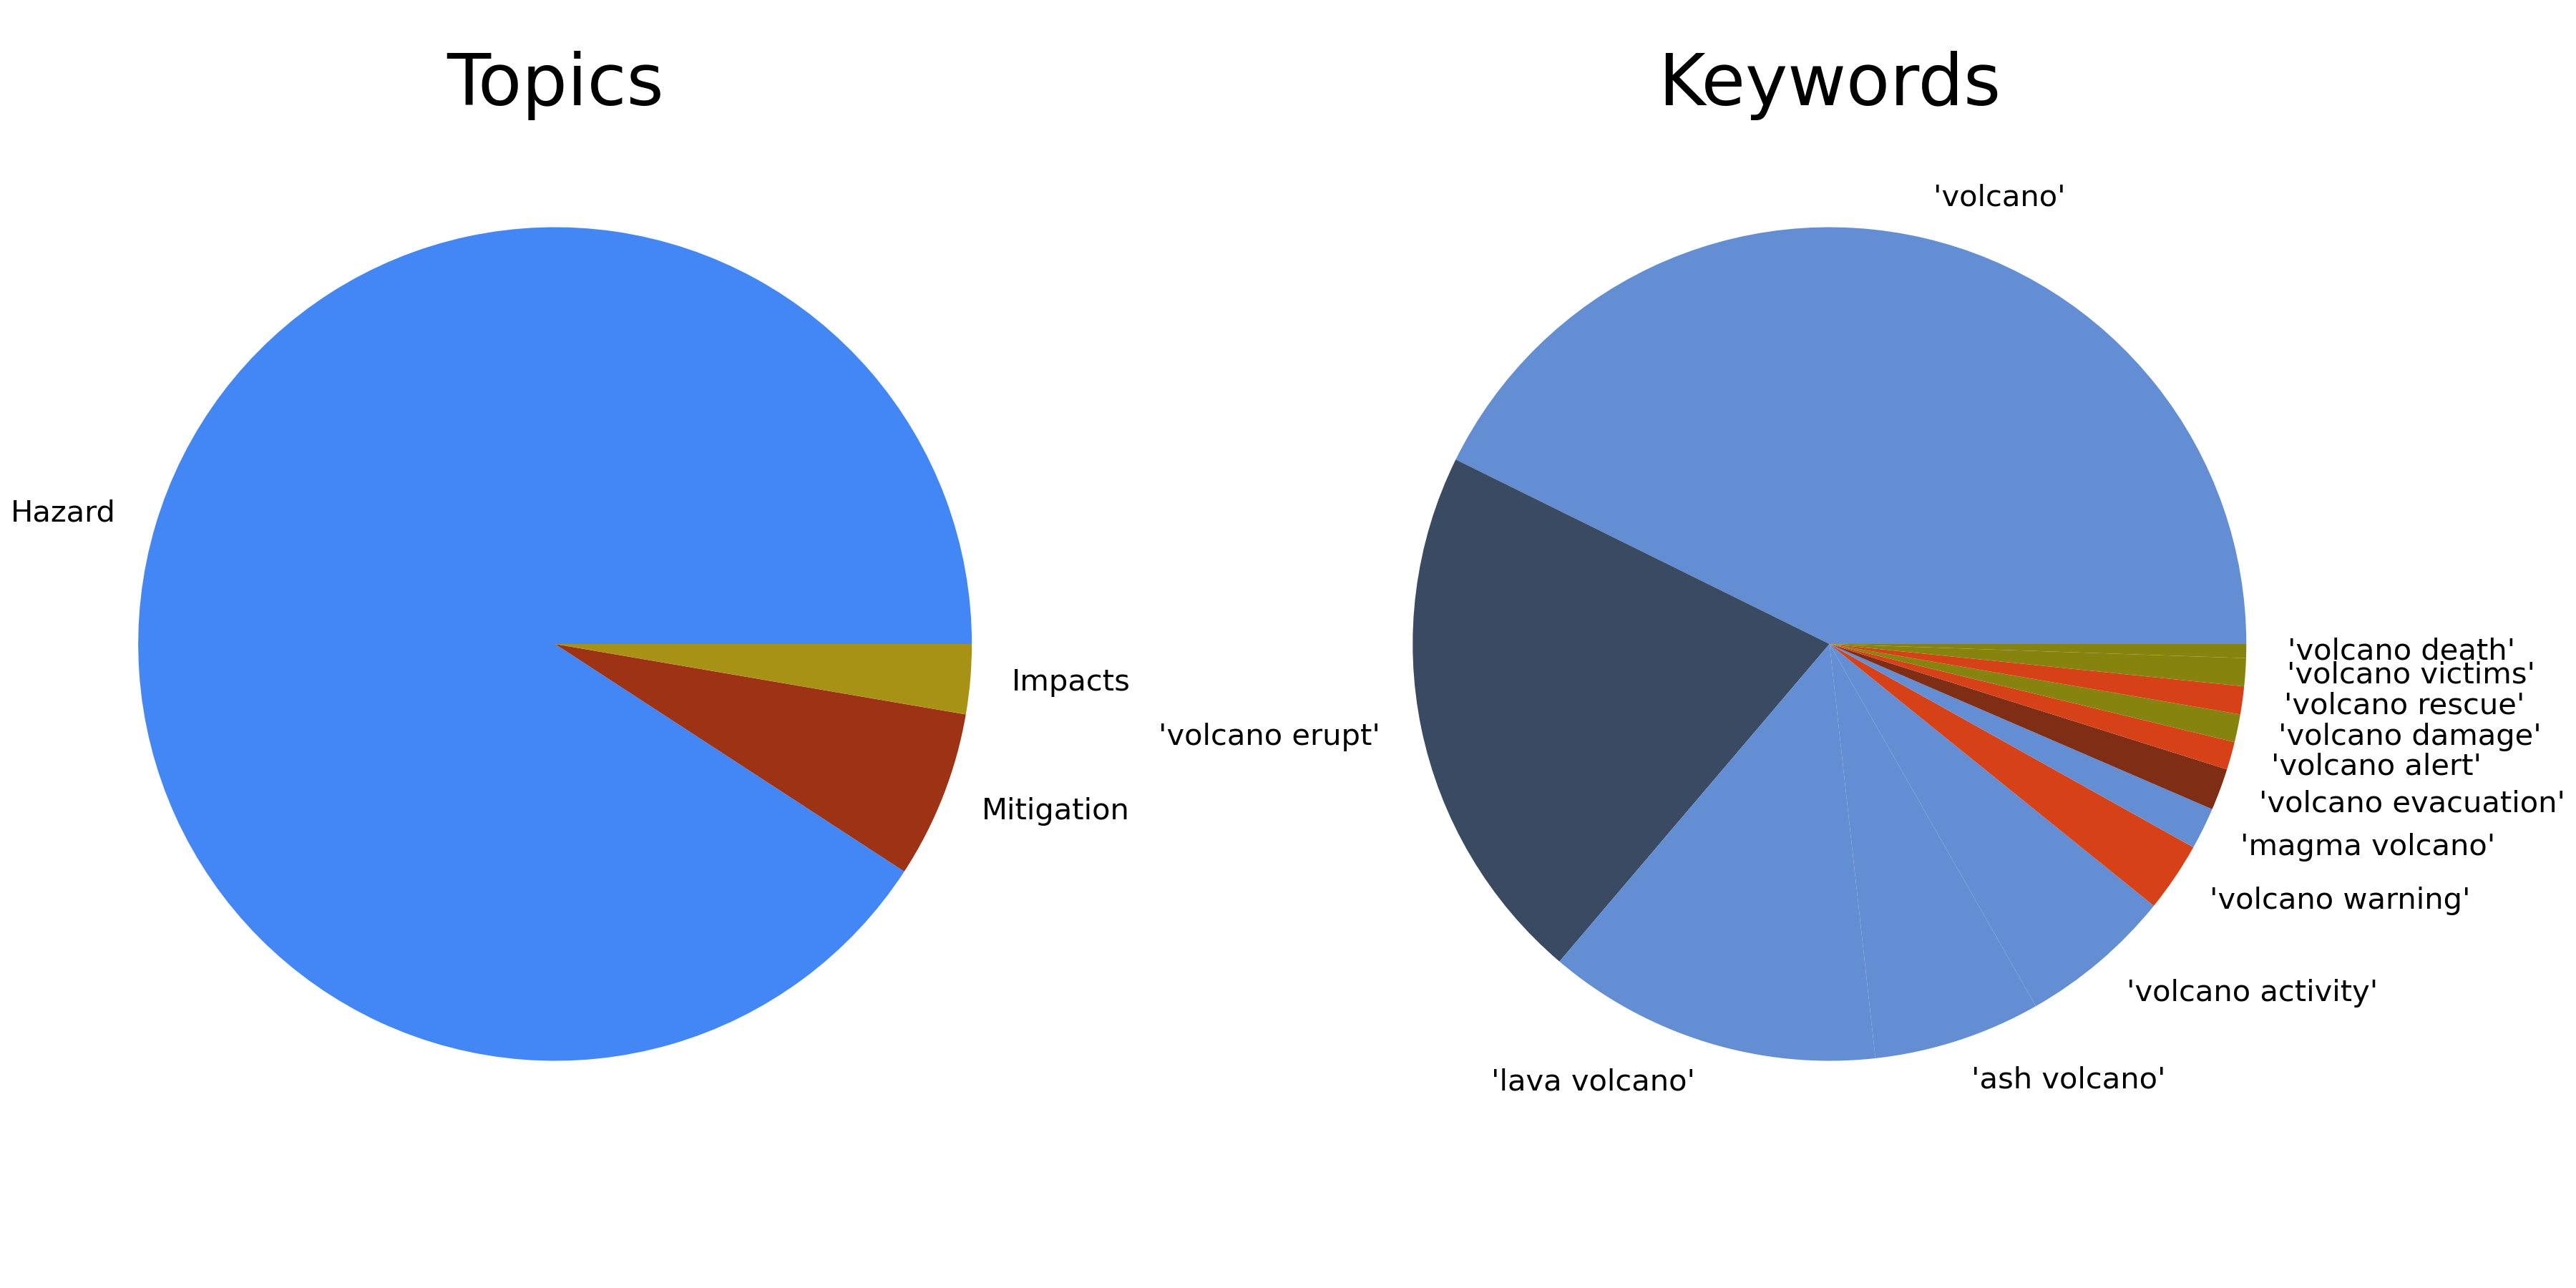 Topics
Hazard
Impacts
Mitigation
Keywords
'volcano'
'volcano erupt'
'lava volcano'
'ash volcano'
'volcano activity'
'volcano warning'
'magma volcano'
'volcano evacuation'
'volcano alert'
'volcano damage'
'volcano rescue'
'volcano victims'
'volcano death'